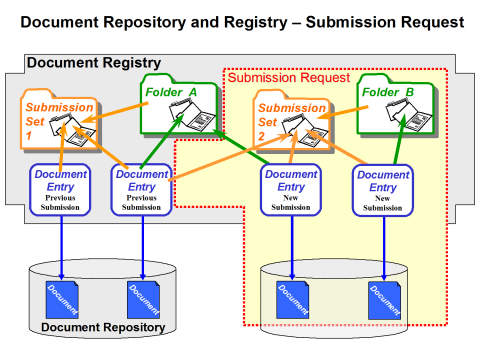 Document Repository and Registry – Submission Request
Document Registry
Submission Request
Submission
Set
1
Folder A
Submission
Set
2
Folder B
Document
Entry
Previous
Submission
Document
Entry
Previous
Submission
Document
Entry
New
Submission
Document
Entry
New
Submission
Document
Document
Document
Document
Document Repository